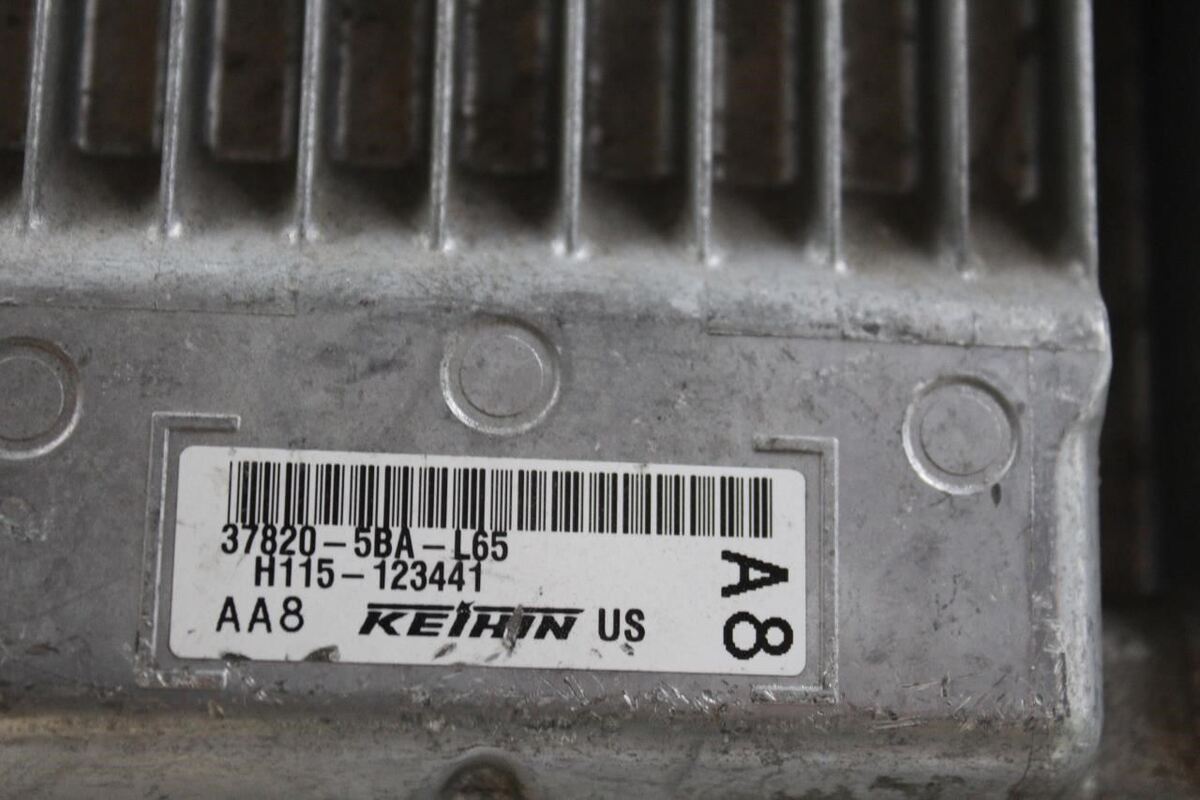 37820-5BA-L65
H115-123441
AA8 KEIHIN US
A8